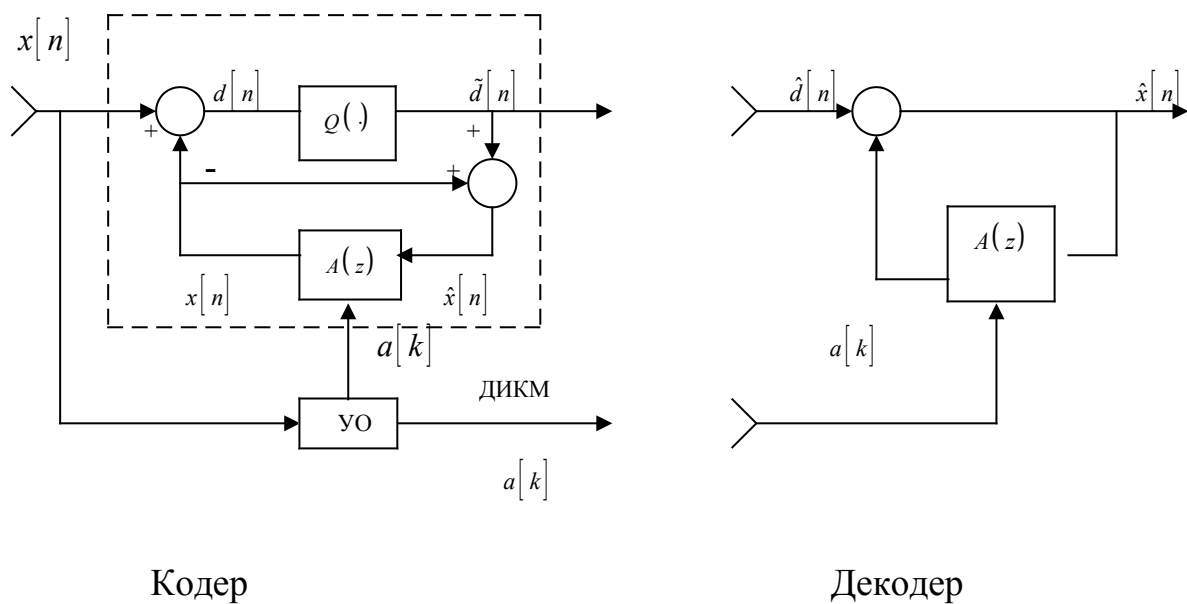 x[n]
d[n]
Q(.)
d̃[n]
+
+
-
+
A(z)
x[n]
x̂[n]
a[k]
ДИКМ
УО
a[k]
Кодер
d̂[n]
x̂[n]
A(z)
a[k]
Декодер